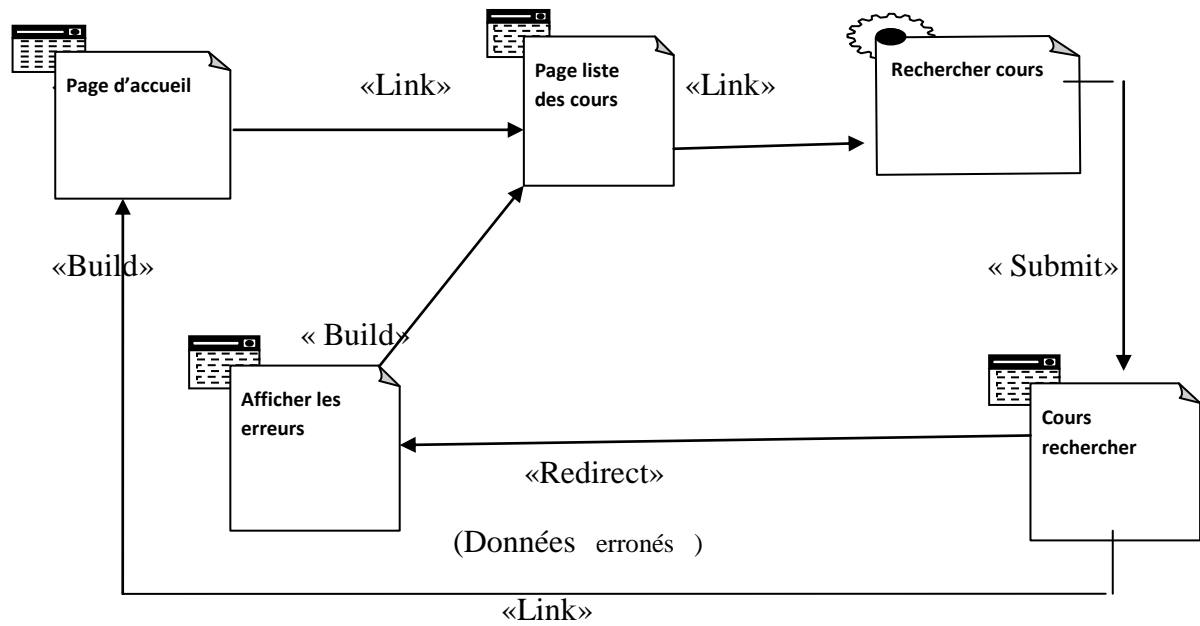 Page d'accueil
«Link»
Page liste
des cours
«Link»
Rechercher cours
«Build»
« Submit»
« Build»
Afficher les
erreurs
Cours
rechercher
«Redirect»
(Données erronés )
«Link»